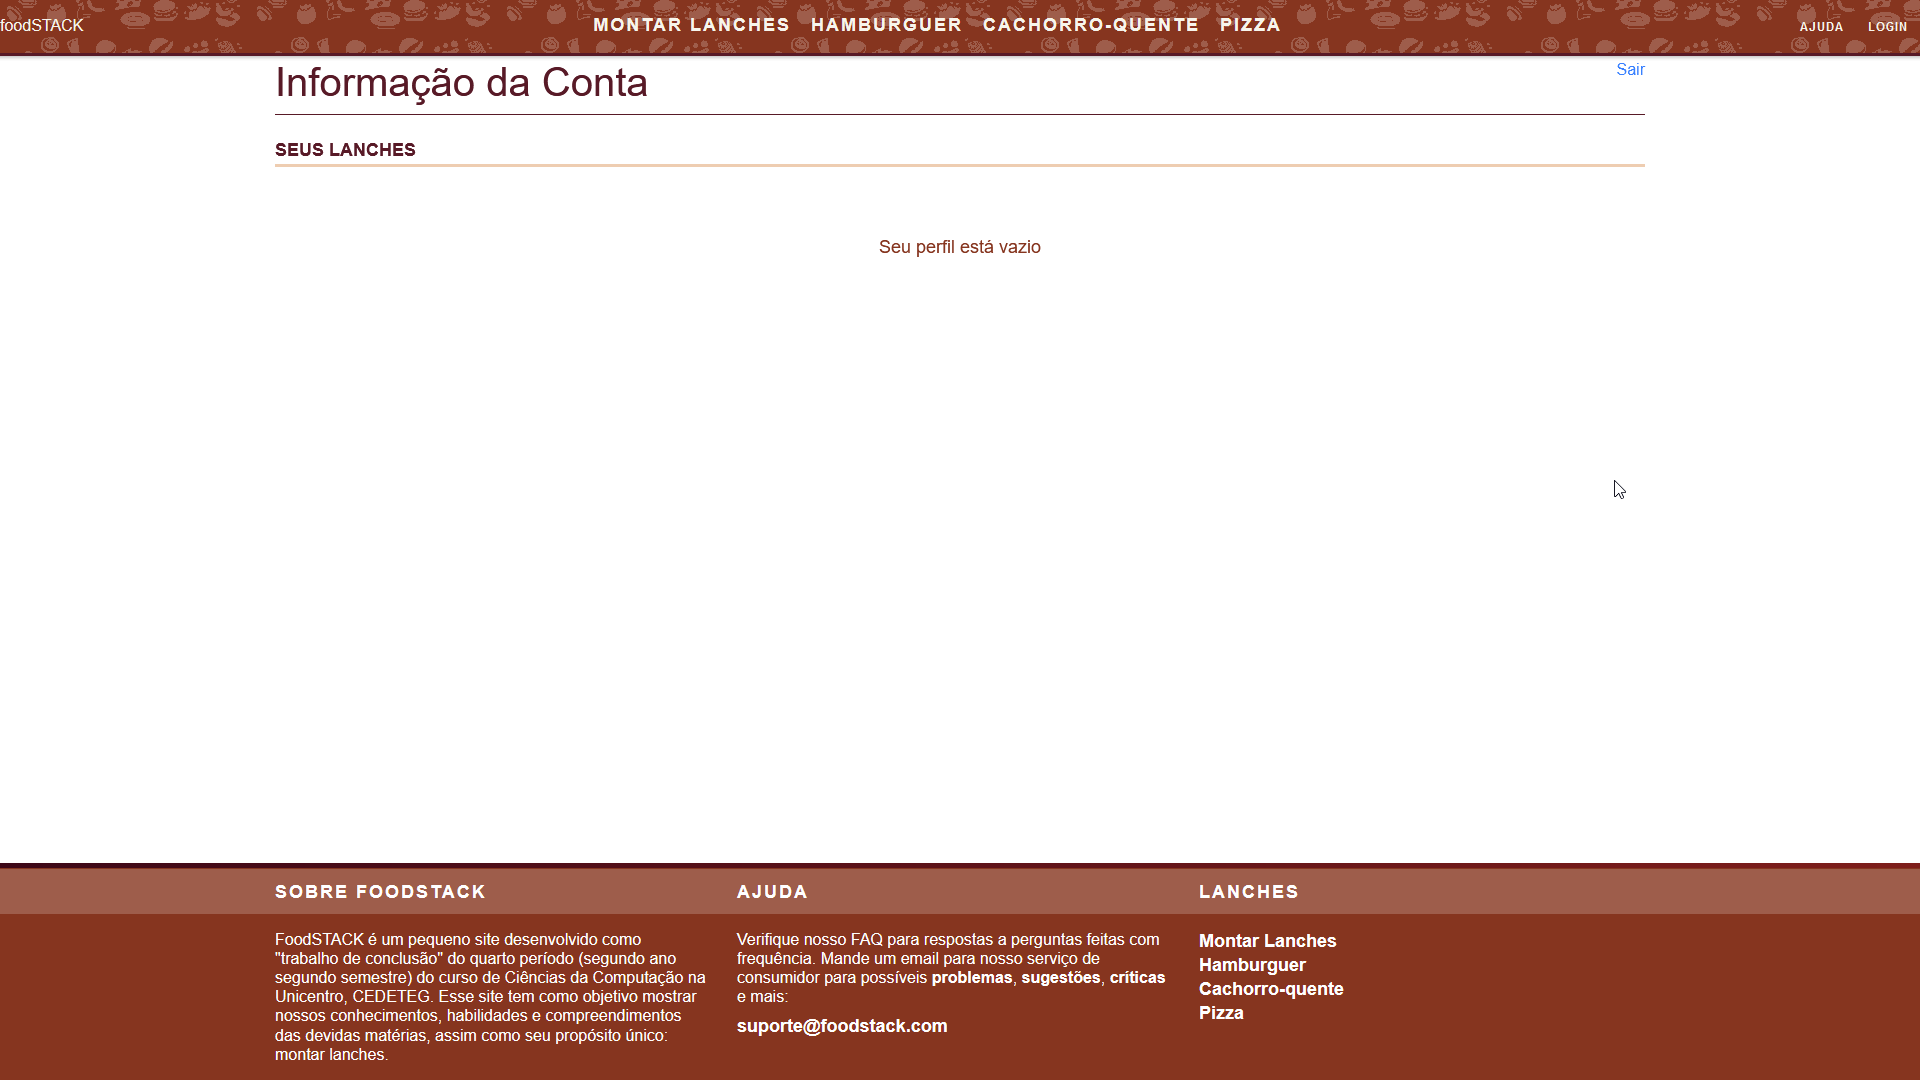 foodSTACK
MONTAR LANCHES HAMBURGUER CACHORRO-QUENTE PIZZA
AJUDA LOGIN
Informação da Conta
Sair
SEUS LANCHES
Seu perfil está vazio
SOBRE FOODSTACK
FoodSTACK é um pequeno site desenvolvido como
"trabalho de conclusão" do quarto período (segundo ano
segundo semestre) do curso de Ciências da Computação na
Unicentro, CEDETEG. Esse site tem como objetivo mostrar
nossos conhecimentos, habilidades e compreendimentos
das devidas matérias, assim como seu propósito único:
montar lanches.
AJUDA
Verifique nosso FAQ para respostas a perguntas feitas com
frequência. Mande um email para nosso serviço de
consumidor para possíveis problemas, sugestões, críticas
e mais:
suporte@foodstack.com
LANCHES
Montar Lanches
Hamburguer
Cachorro-quente
Pizza